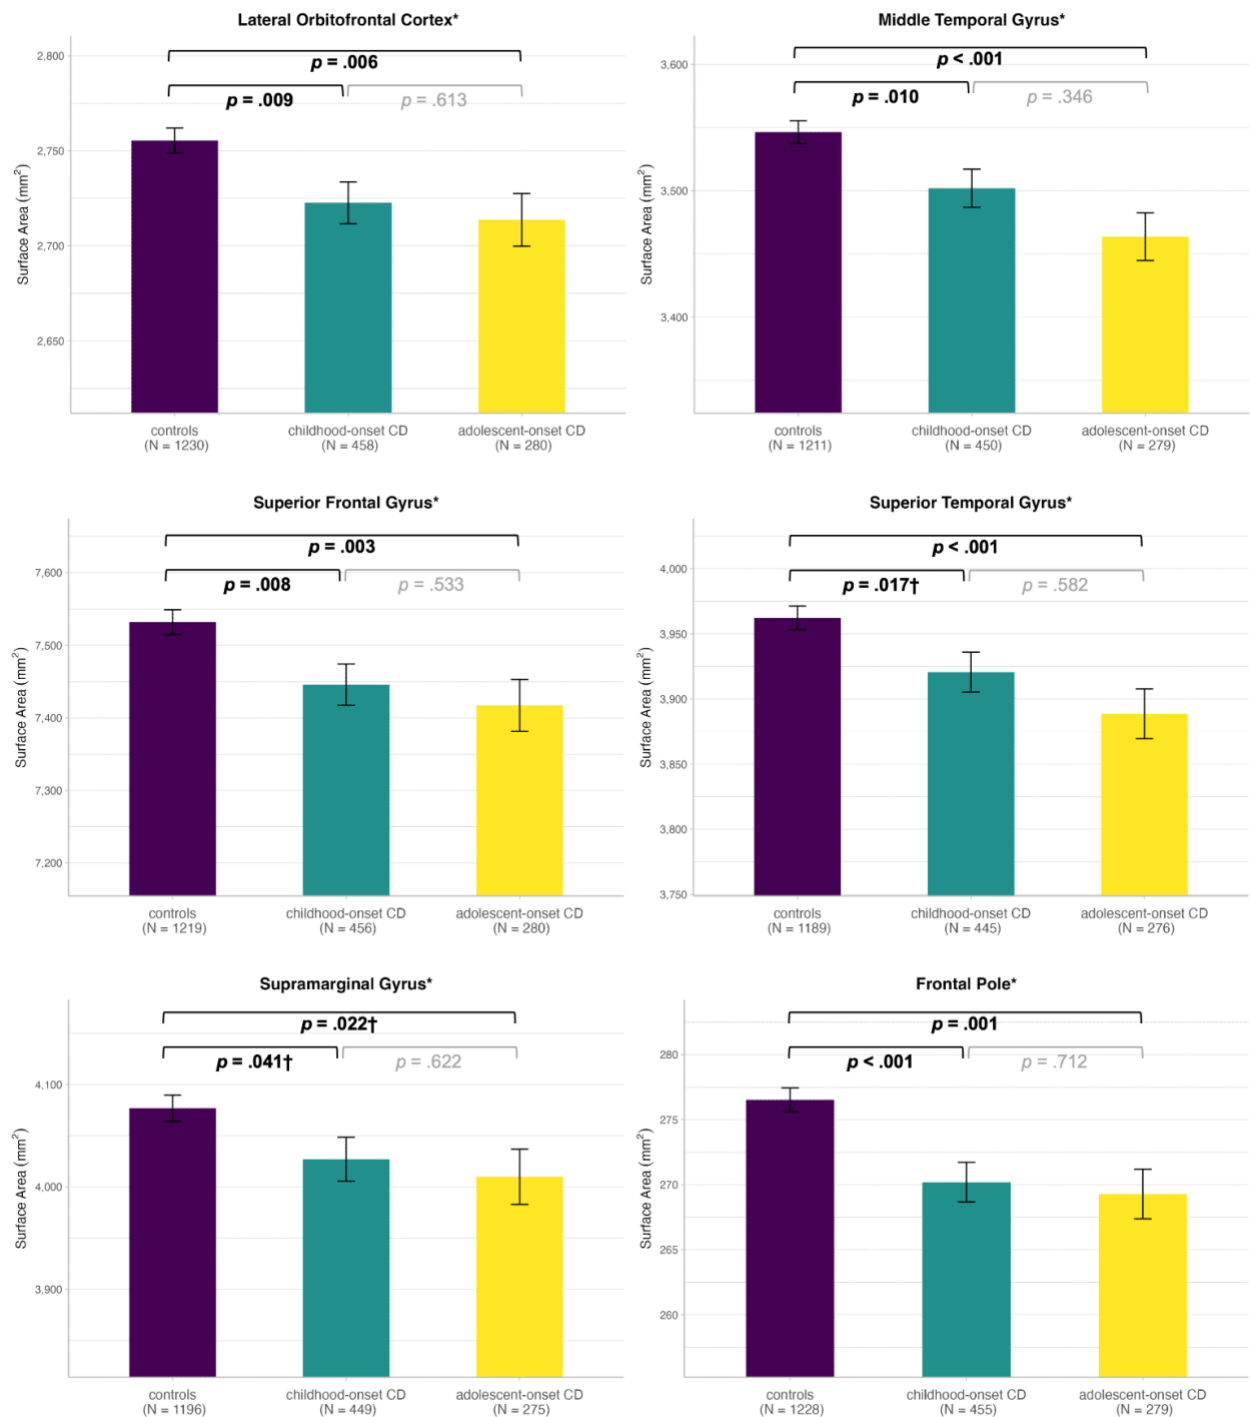 Lateral Orbitofrontal Cortex*
Surface Area (mm²)
2,800
2,750
2,700
2,650
p = .006
p = .009
p = .613
controls
(N = 1230)
childhood-onset CD
(N = 458)
adolescent-onset CD
(N = 280)
Middle Temporal Gyrus*
Surface Area (mm²)
3,600
3,500
3,400
p < .001
p = .010
p = .346
controls
(N = 1211)
childhood-onset CD
(N = 450)
adolescent-onset CD
(N = 279)
Superior Frontal Gyrus*
Surface Area (mm²)
7,600
7,500
7,400
7,300
7,200
p = .003
p = .008
p = .533
controls
(N = 1219)
childhood-onset CD
(N = 456)
adolescent-onset CD
(N = 280)
Superior Temporal Gyrus*
Surface Area (mm²)
4,000
3,950
3,900
3,850
3,800
3,750
p < .001
p = .017†
p = .582
controls
(N = 1189)
childhood-onset CD
(N = 445)
adolescent-onset CD
(N = 276)
Supramarginal Gyrus*
Surface Area (mm²)
4,100
4,000
3,900
p = .022†
p = .041†
p = .622
controls
(N = 1196)
childhood-onset CD
(N = 449)
adolescent-onset CD
(N = 275)
Frontal Pole*
Surface Area (mm²)
280
275
270
265
260
p = .001
p < .001
p = .712
controls
(N = 1228)
childhood-onset CD
(N = 455)
adolescent-onset CD
(N = 279)